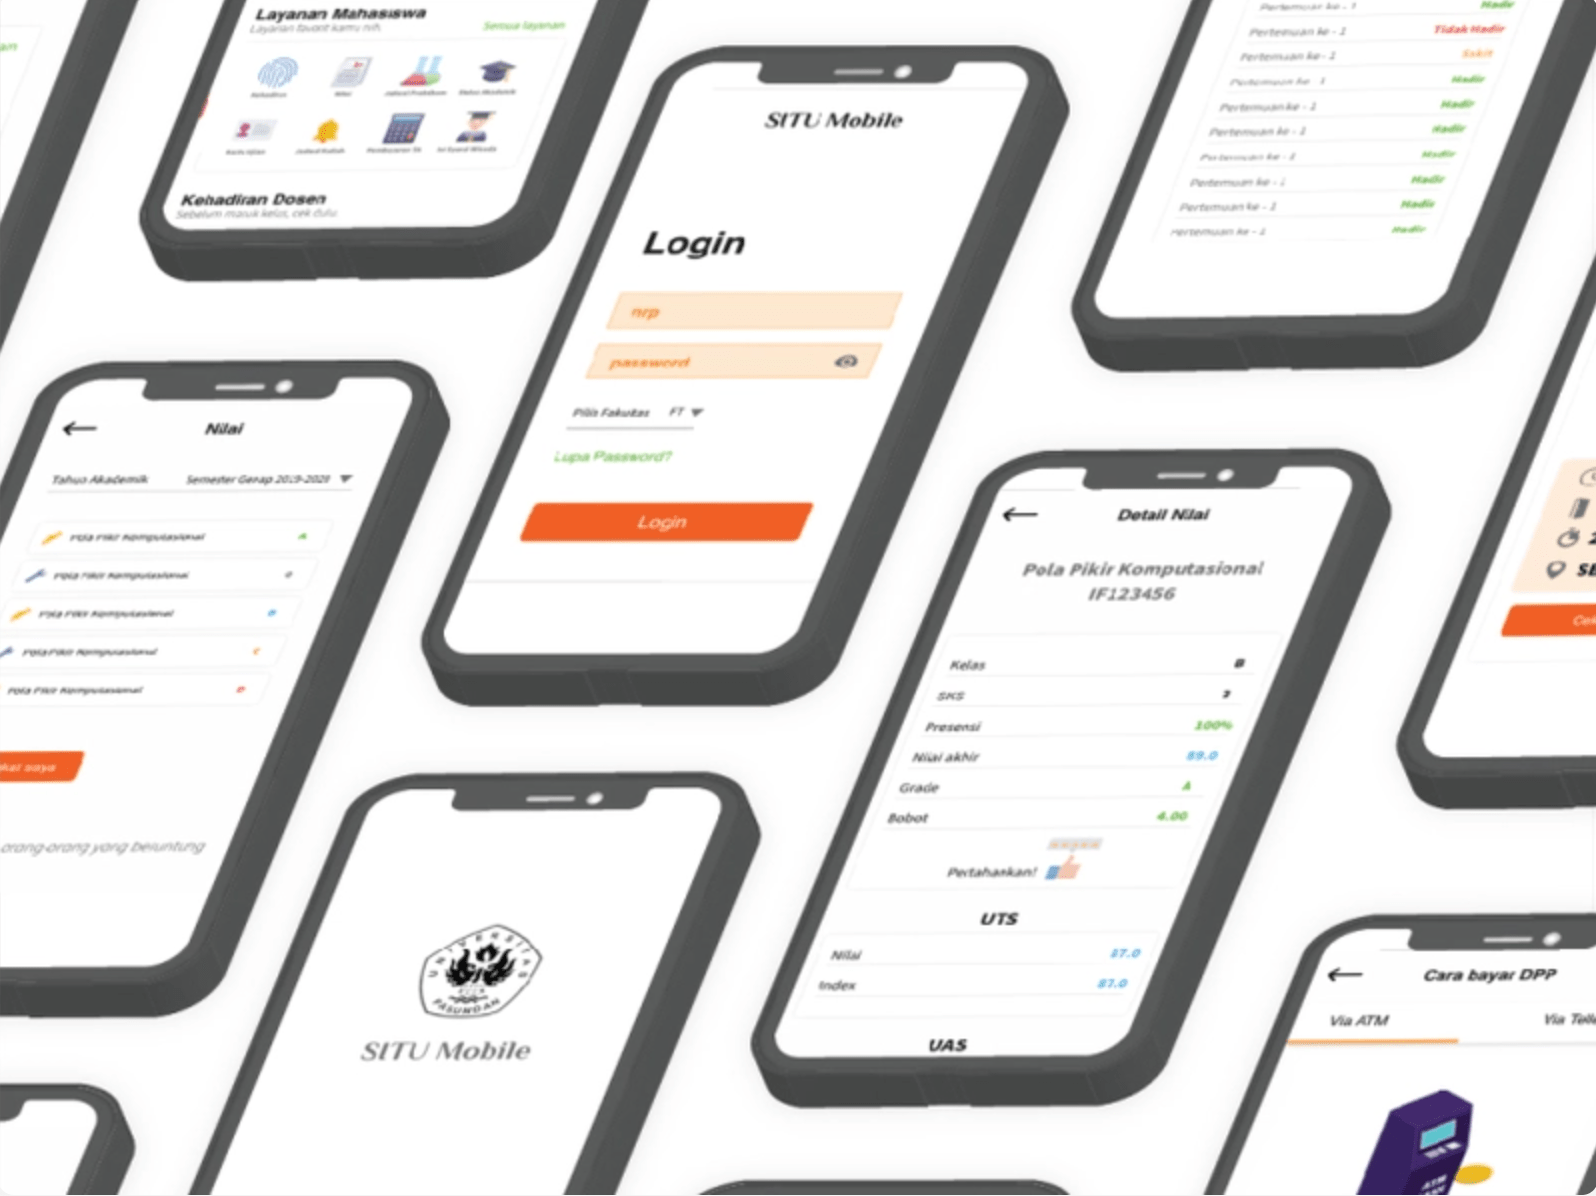 Layanan Mahasiswa
Layanan favorit kamu nih.
Semua layanan
Kehadiran
Nilai
Jadwal Praktikum
Status Akademik
Kartu Ujian
Jadwal Kuliah
Kehadiran Dosen
Sebelum masuk kelas, cek dulu
SITU Mobile
Login
nrp
password
Pilih Fakultas FT
Lupa Password?
Login
Pertemuan ke - 1 Hadir
Pertemuan ke - 1 Tidak Hadir
Pertemuan ke - 1 Sakit
Pertemuan ke - 1 Hadir
Pertemuan ke - 1 Hadir
Pertemuan ke - 1 Hadir
Pertemuan ke - 1 Hadir
Pertemuan ke - 1 Hadir
Pertemuan ke - 1 Hadir
Pertemuan ke - 1 Hadir
Nilai
Tahun Akademik Semester Genap 2019-2020
Pola Pikir Komputasional A
Pola Pikir Komputasional
Pola Pikir Komputasional B
Pola Pikir Komputasional C
Pola Pikir Komputasional D
saya
orang-orang yang beruntung
Detail Nilai
Pola Pikir Komputasional
IF123456
Kelas B
SKS 3
Presensi 100%
Nilai akhir 89.0
Grade A
Bobot 4.00
Pertahankan!
UTS
Nilai 87.0
Index 87.0
UAS
UNIVERSITAS
PASUNDAN
SITU Mobile
Cara bayar DPP
Via ATM
Via Tell
ATM